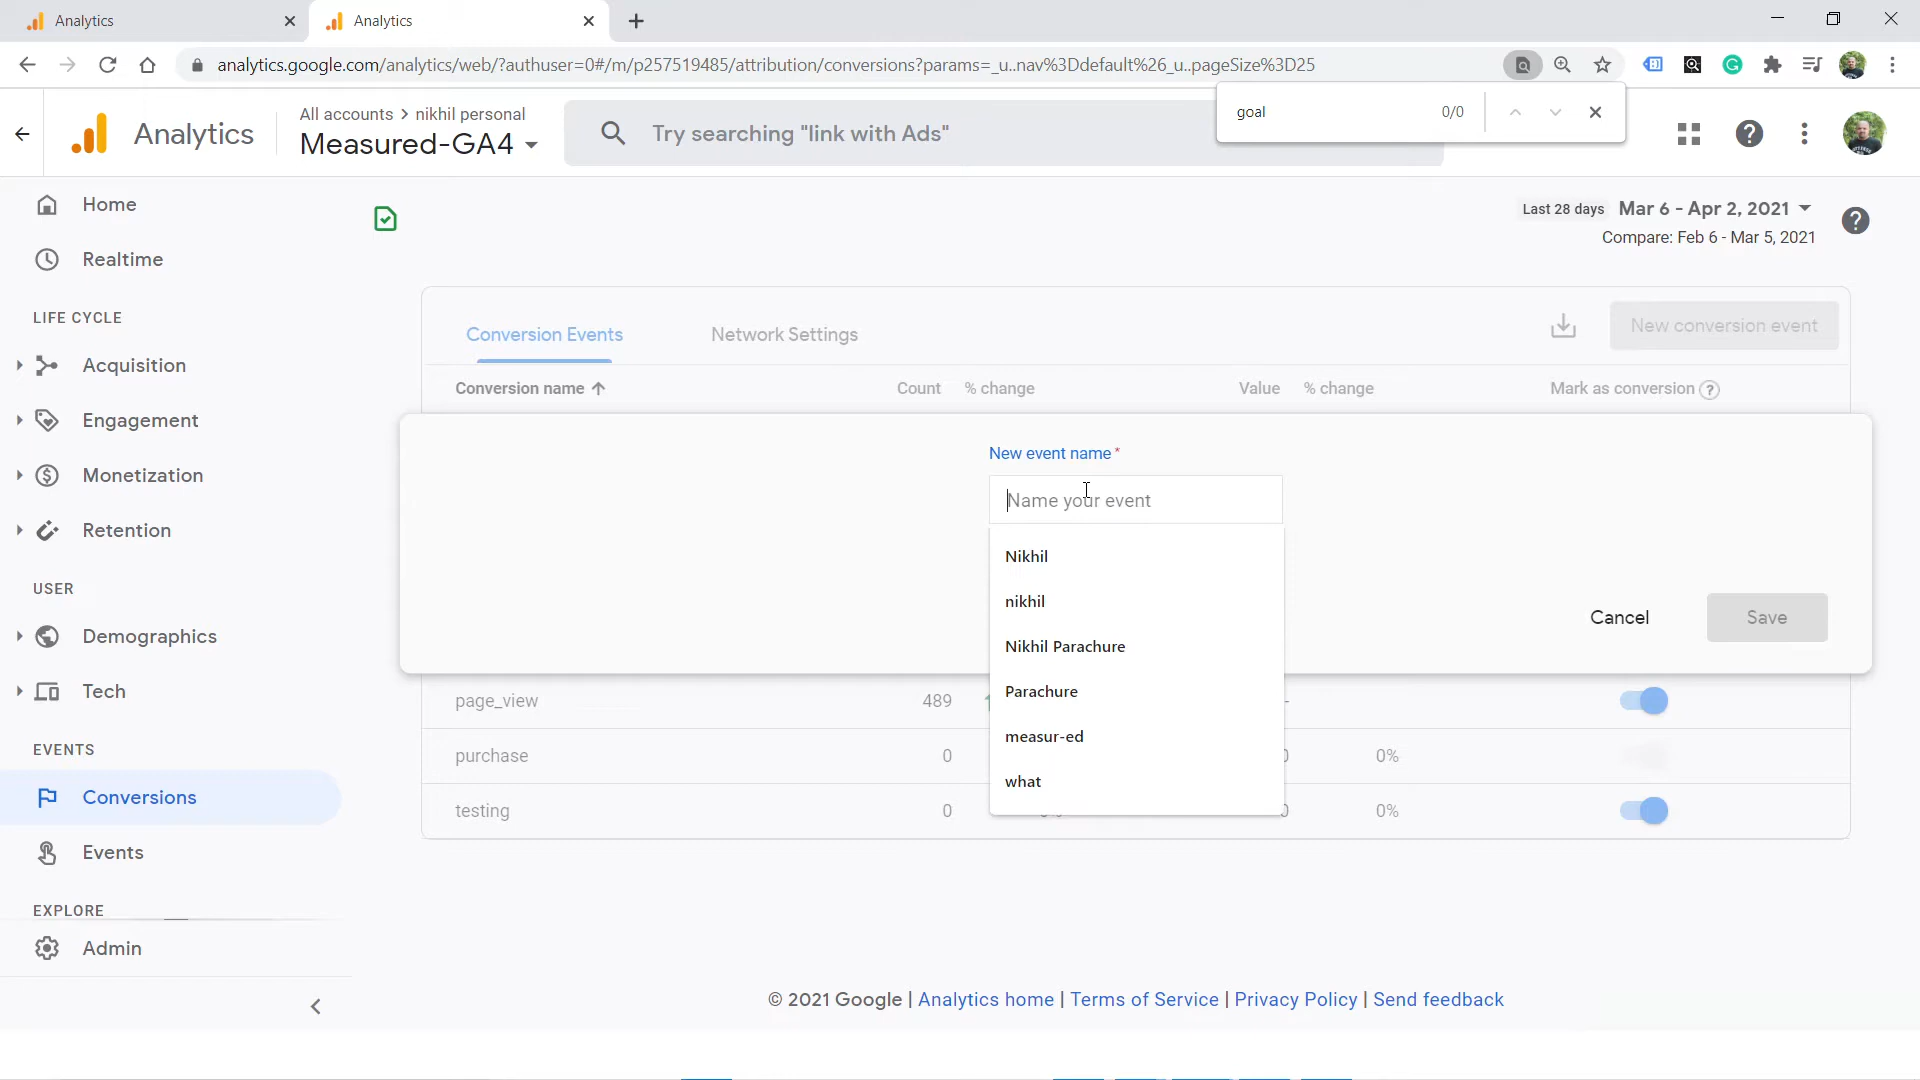 Analytics
Analytics
analytics.google.com/analytics/web/?authuser=0#/m/p257519485/attribution/conversions?params=_u..nav%3Ddefault%26_u..pageSize%3D25
goal 0/0
Analytics
All accounts > nikhil personal
Measured-GA4
Try searching "link with Ads"
Home
Realtime
LIFE CYCLE
Acquisition
Engagement
Monetization
Retention
USER
Demographics
Tech
EVENTS
Conversions
Events
EXPLORE
Admin
Last 28 days Mar 6 - Apr 2, 2021
Compare: Feb 6 - Mar 5, 2021
Conversion Events Network Settings New conversion event
Conversion name Count % change Value % change Mark as conversion
New event name *
Name your event
Nikhil
nikhil
Nikhil Parachure
Parachure
measur-ed
what
Cancel Save
page_view 489
purchase 0 0%
testing 0 0%
© 2021 Google | Analytics home | Terms of Service | Privacy Policy | Send feedback